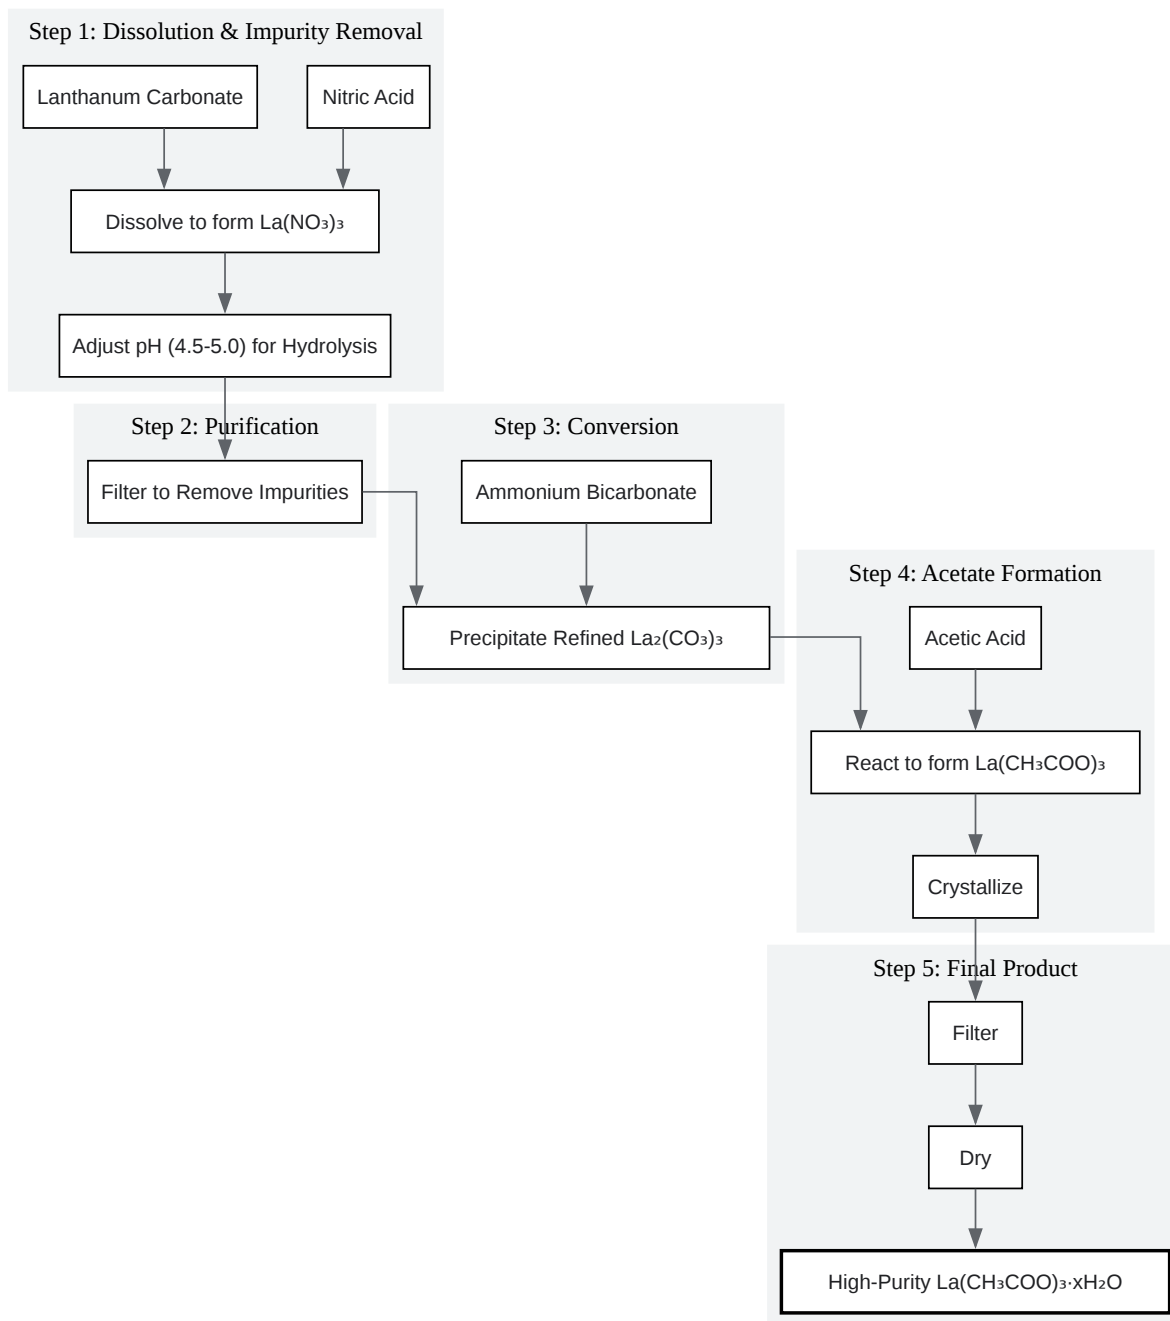 Step 1: Dissolution & Impurity Removal
Lanthanum Carbonate
Nitric Acid
Dissolve to form La(NO₃)₃
Adjust pH (4.5-5.0) for Hydrolysis
Step 2: Purification
Filter to Remove Impurities
Step 3: Conversion
Ammonium Bicarbonate
Precipitate Refined La₂(CO₃)₃
Step 4: Acetate Formation
Acetic Acid
React to form La(CH₃COO)₃
Crystallize
Step 5: Final Product
Filter
Dry
High-Purity La(CH₃COO)₃·xH₂O